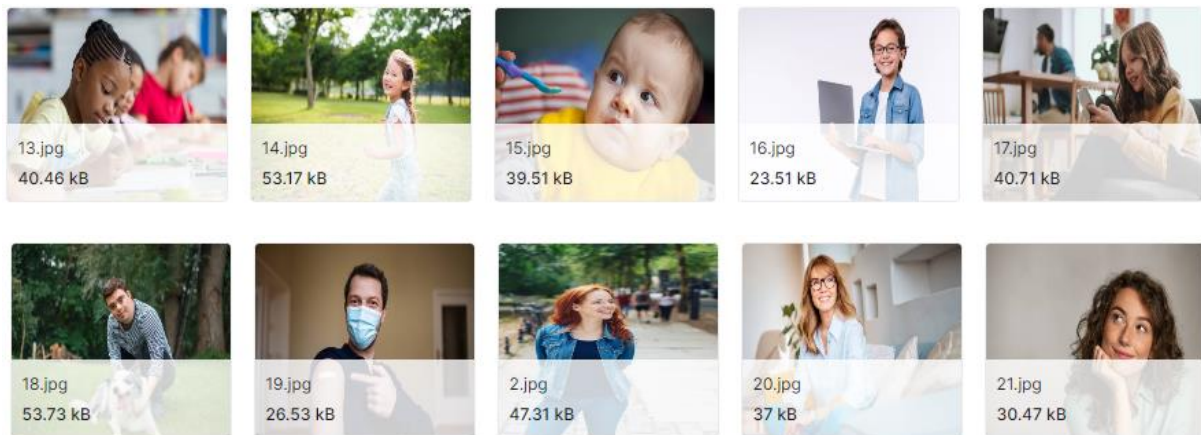 13.jpg
40.46 kB
14.jpg
53.17 kB
15.jpg
39.51 kB
16.jpg
23.51 kB
17.jpg
40.71 kB
18.jpg
53.73 kB
19.jpg
26.53 kB
2.jpg
47.31 kB
20.jpg
37 kB
21.jpg
30.47 kB